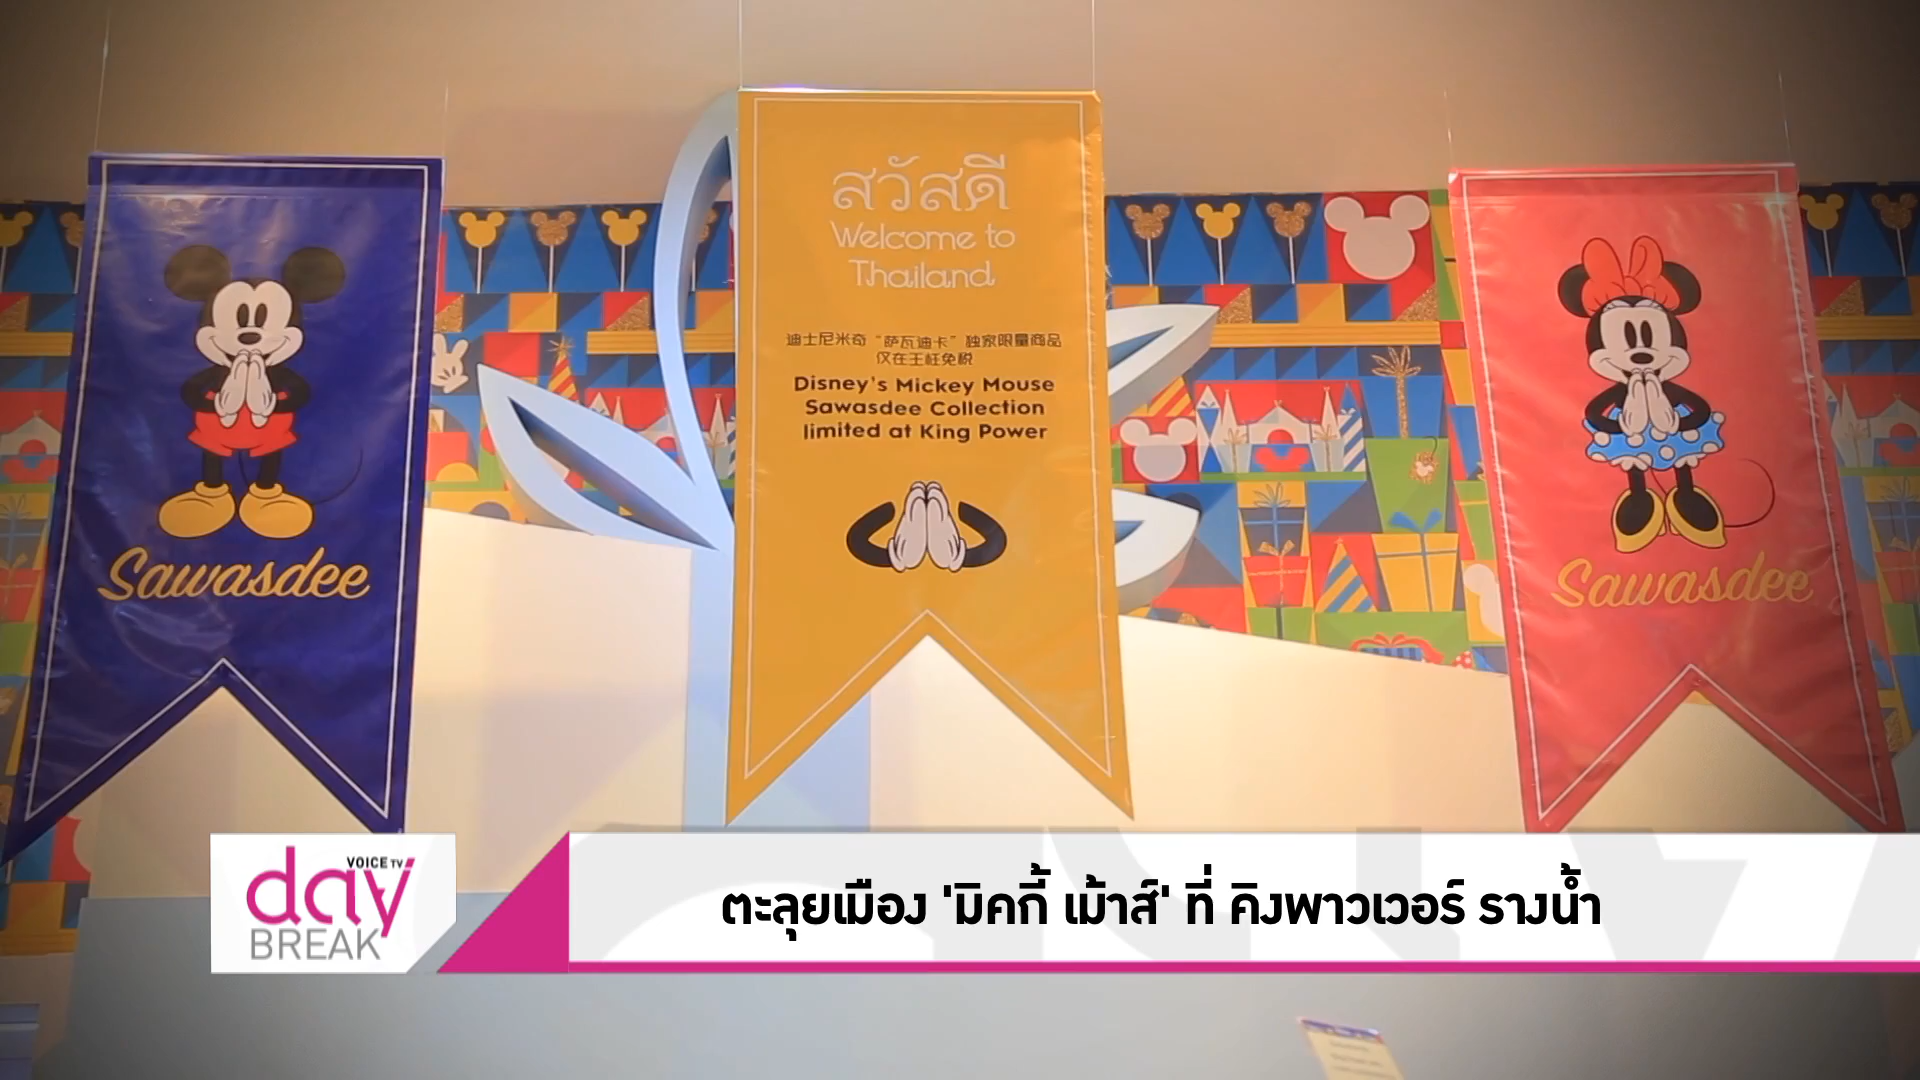 สวัสดี
Welcome to
Thailand
迪士尼米奇“萨瓦迪卡”独家限量商品
仅在王权免税
Disney's Mickey Mouse
Sawasdee Collection
limited at King Power
Sawasdee
Sawasdee
VOICE TV
day
BREAK
ตะลุยเมือง 'มิคกี้ เม้าส์' ที่ คิงพาวเวอร์ รางน้ำ